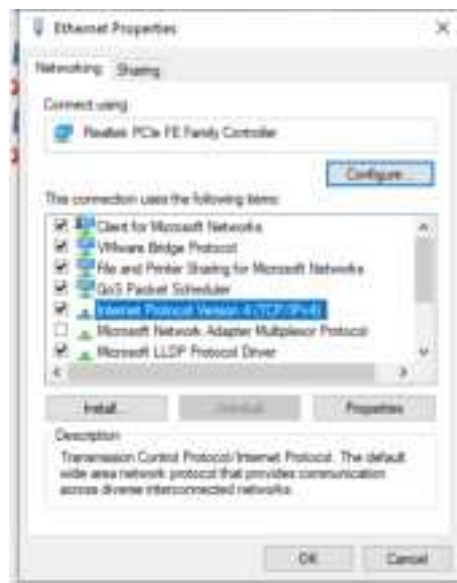 Ethernet Properties
Networking
Sharing
Connect using:
Realtek PCIe FE Family Controller
Configure...
This connection uses the following items:
Client for Microsoft Networks
VMware Bridge Protocol
File and Printer Sharing for Microsoft Networks
QoS Packet Scheduler
Internet Protocol Version 4 (TCP/IPv4)
Microsoft Network Adapter Multiplexor Protocol
Microsoft LLDP Protocol Driver
Install...
Uninstall
Properties
Description
Transmission Control Protocol/Internet Protocol. The default
wide area network protocol that provides communication
across diverse interconnected networks.
OK
Cancel